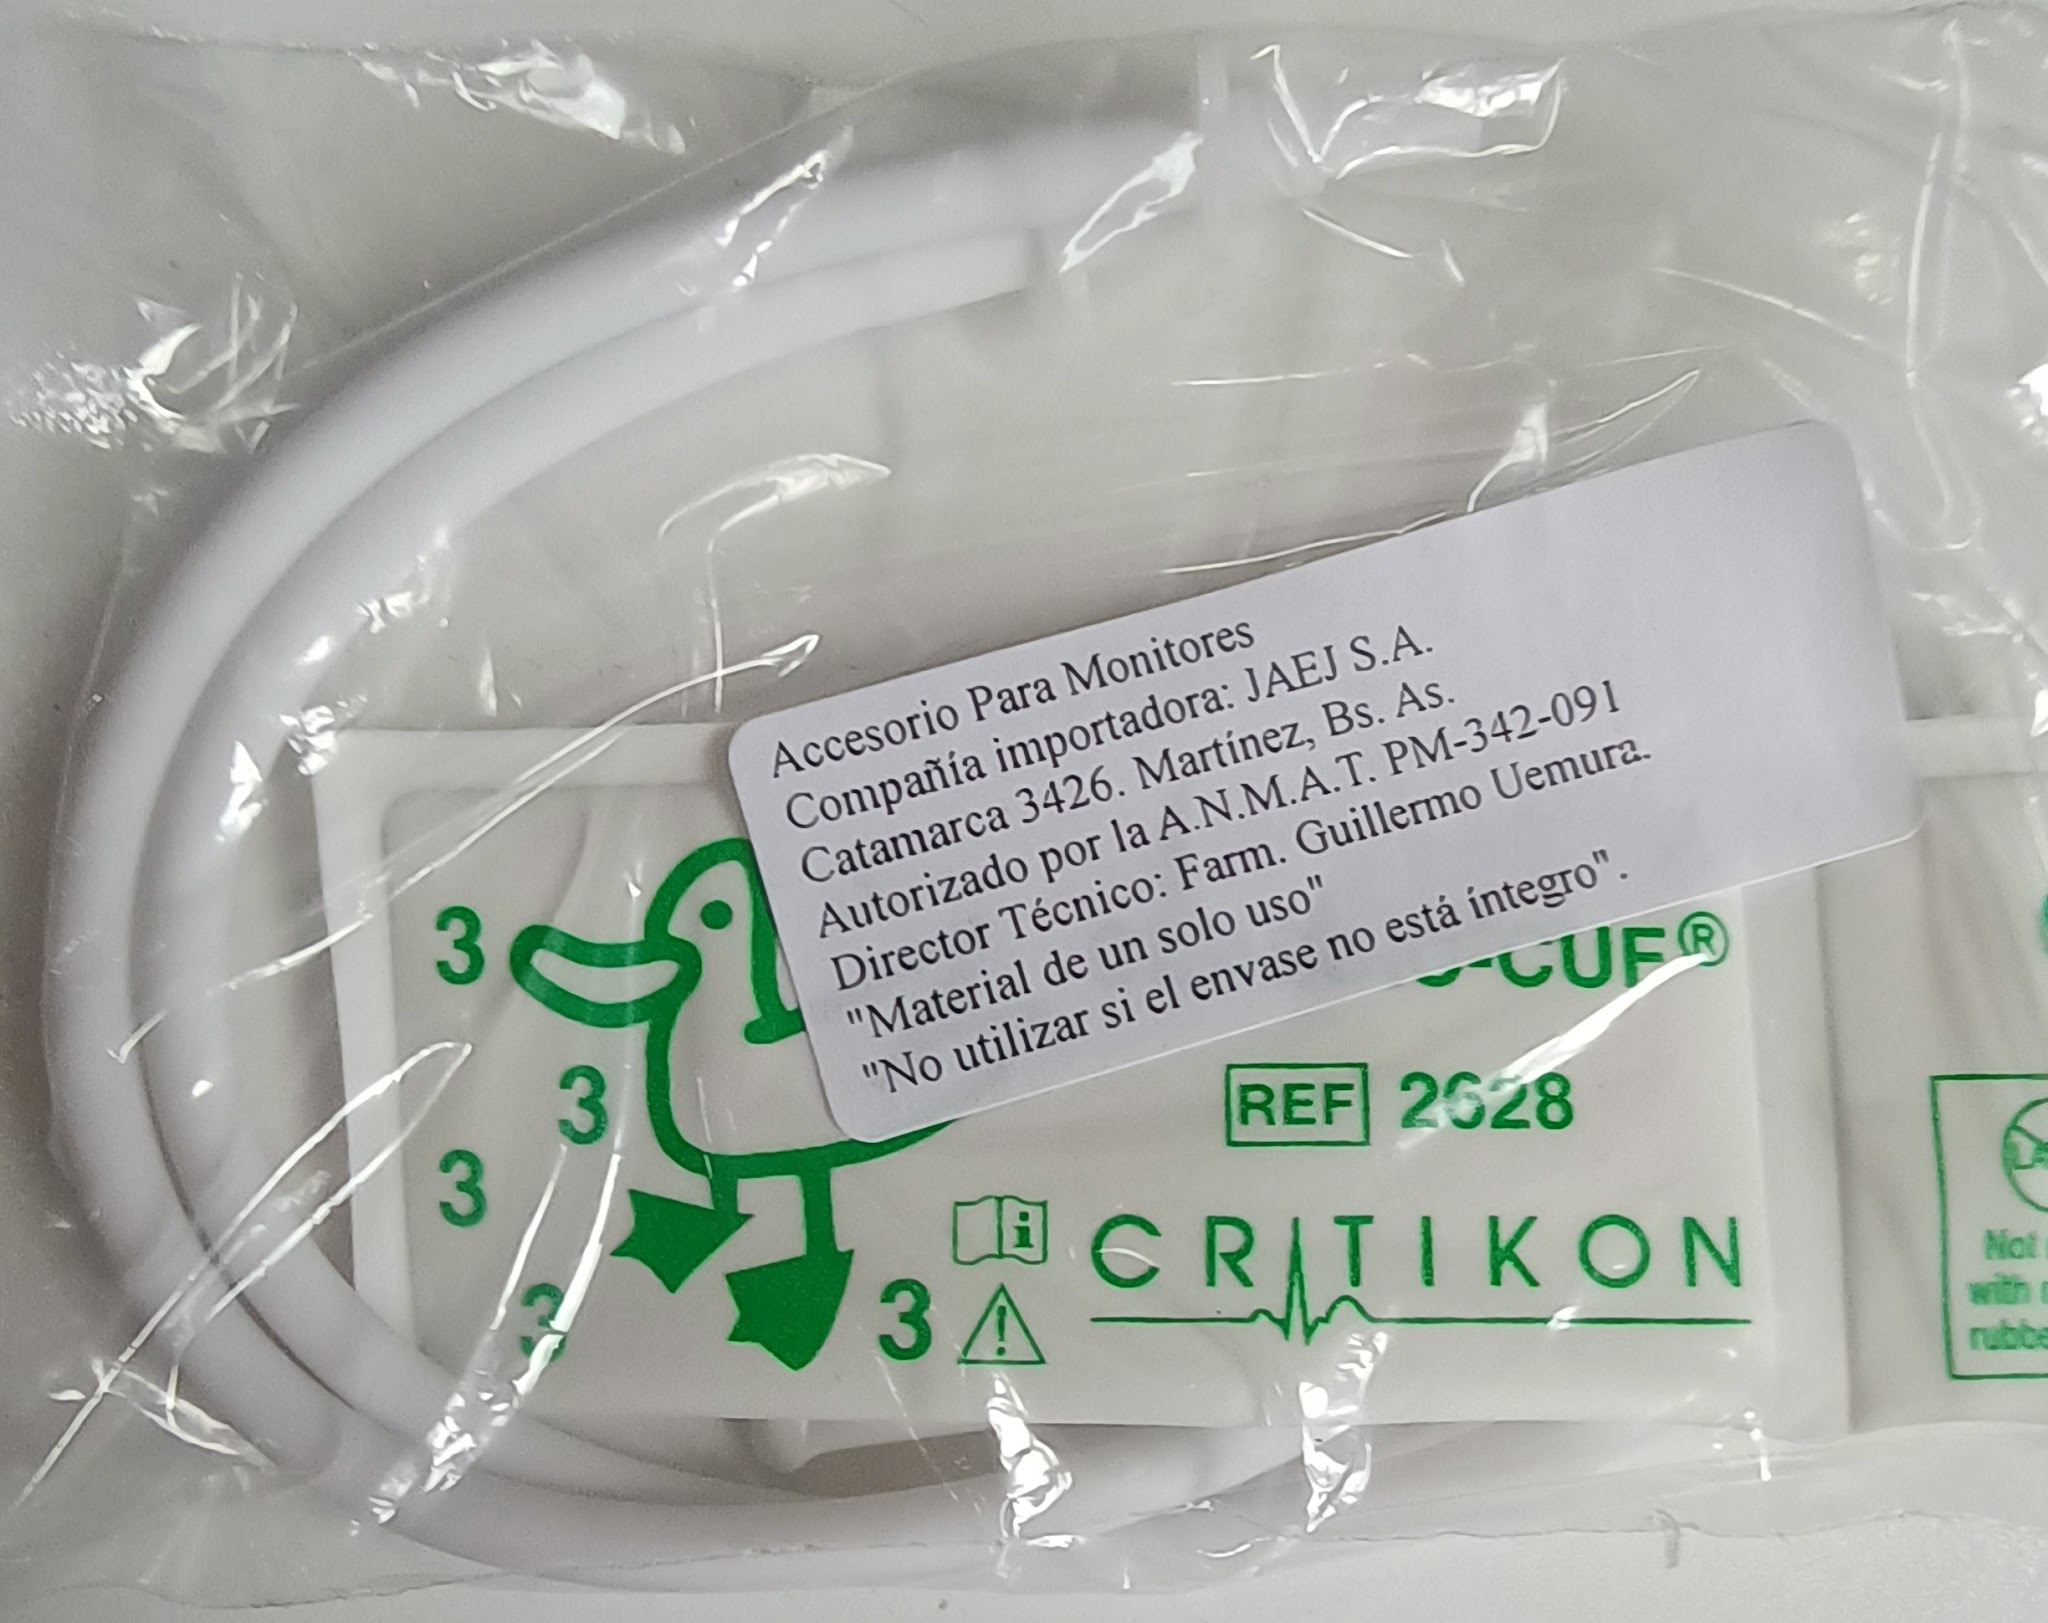 Accesorio Para Monitores
Compañía importadora: JAEJ S.A.
Catamarca 3426. Martínez, Bs. As.
Autorizado por la A.N.M.A.T. PM-342-091
Director Técnico: Farm. Guillermo Uemura.
"Material de un solo uso"
"No utilizar si el envase no está íntegro".
-CUF®
3
3
REF 2628
3
CRITIKON
3
3
Not
with